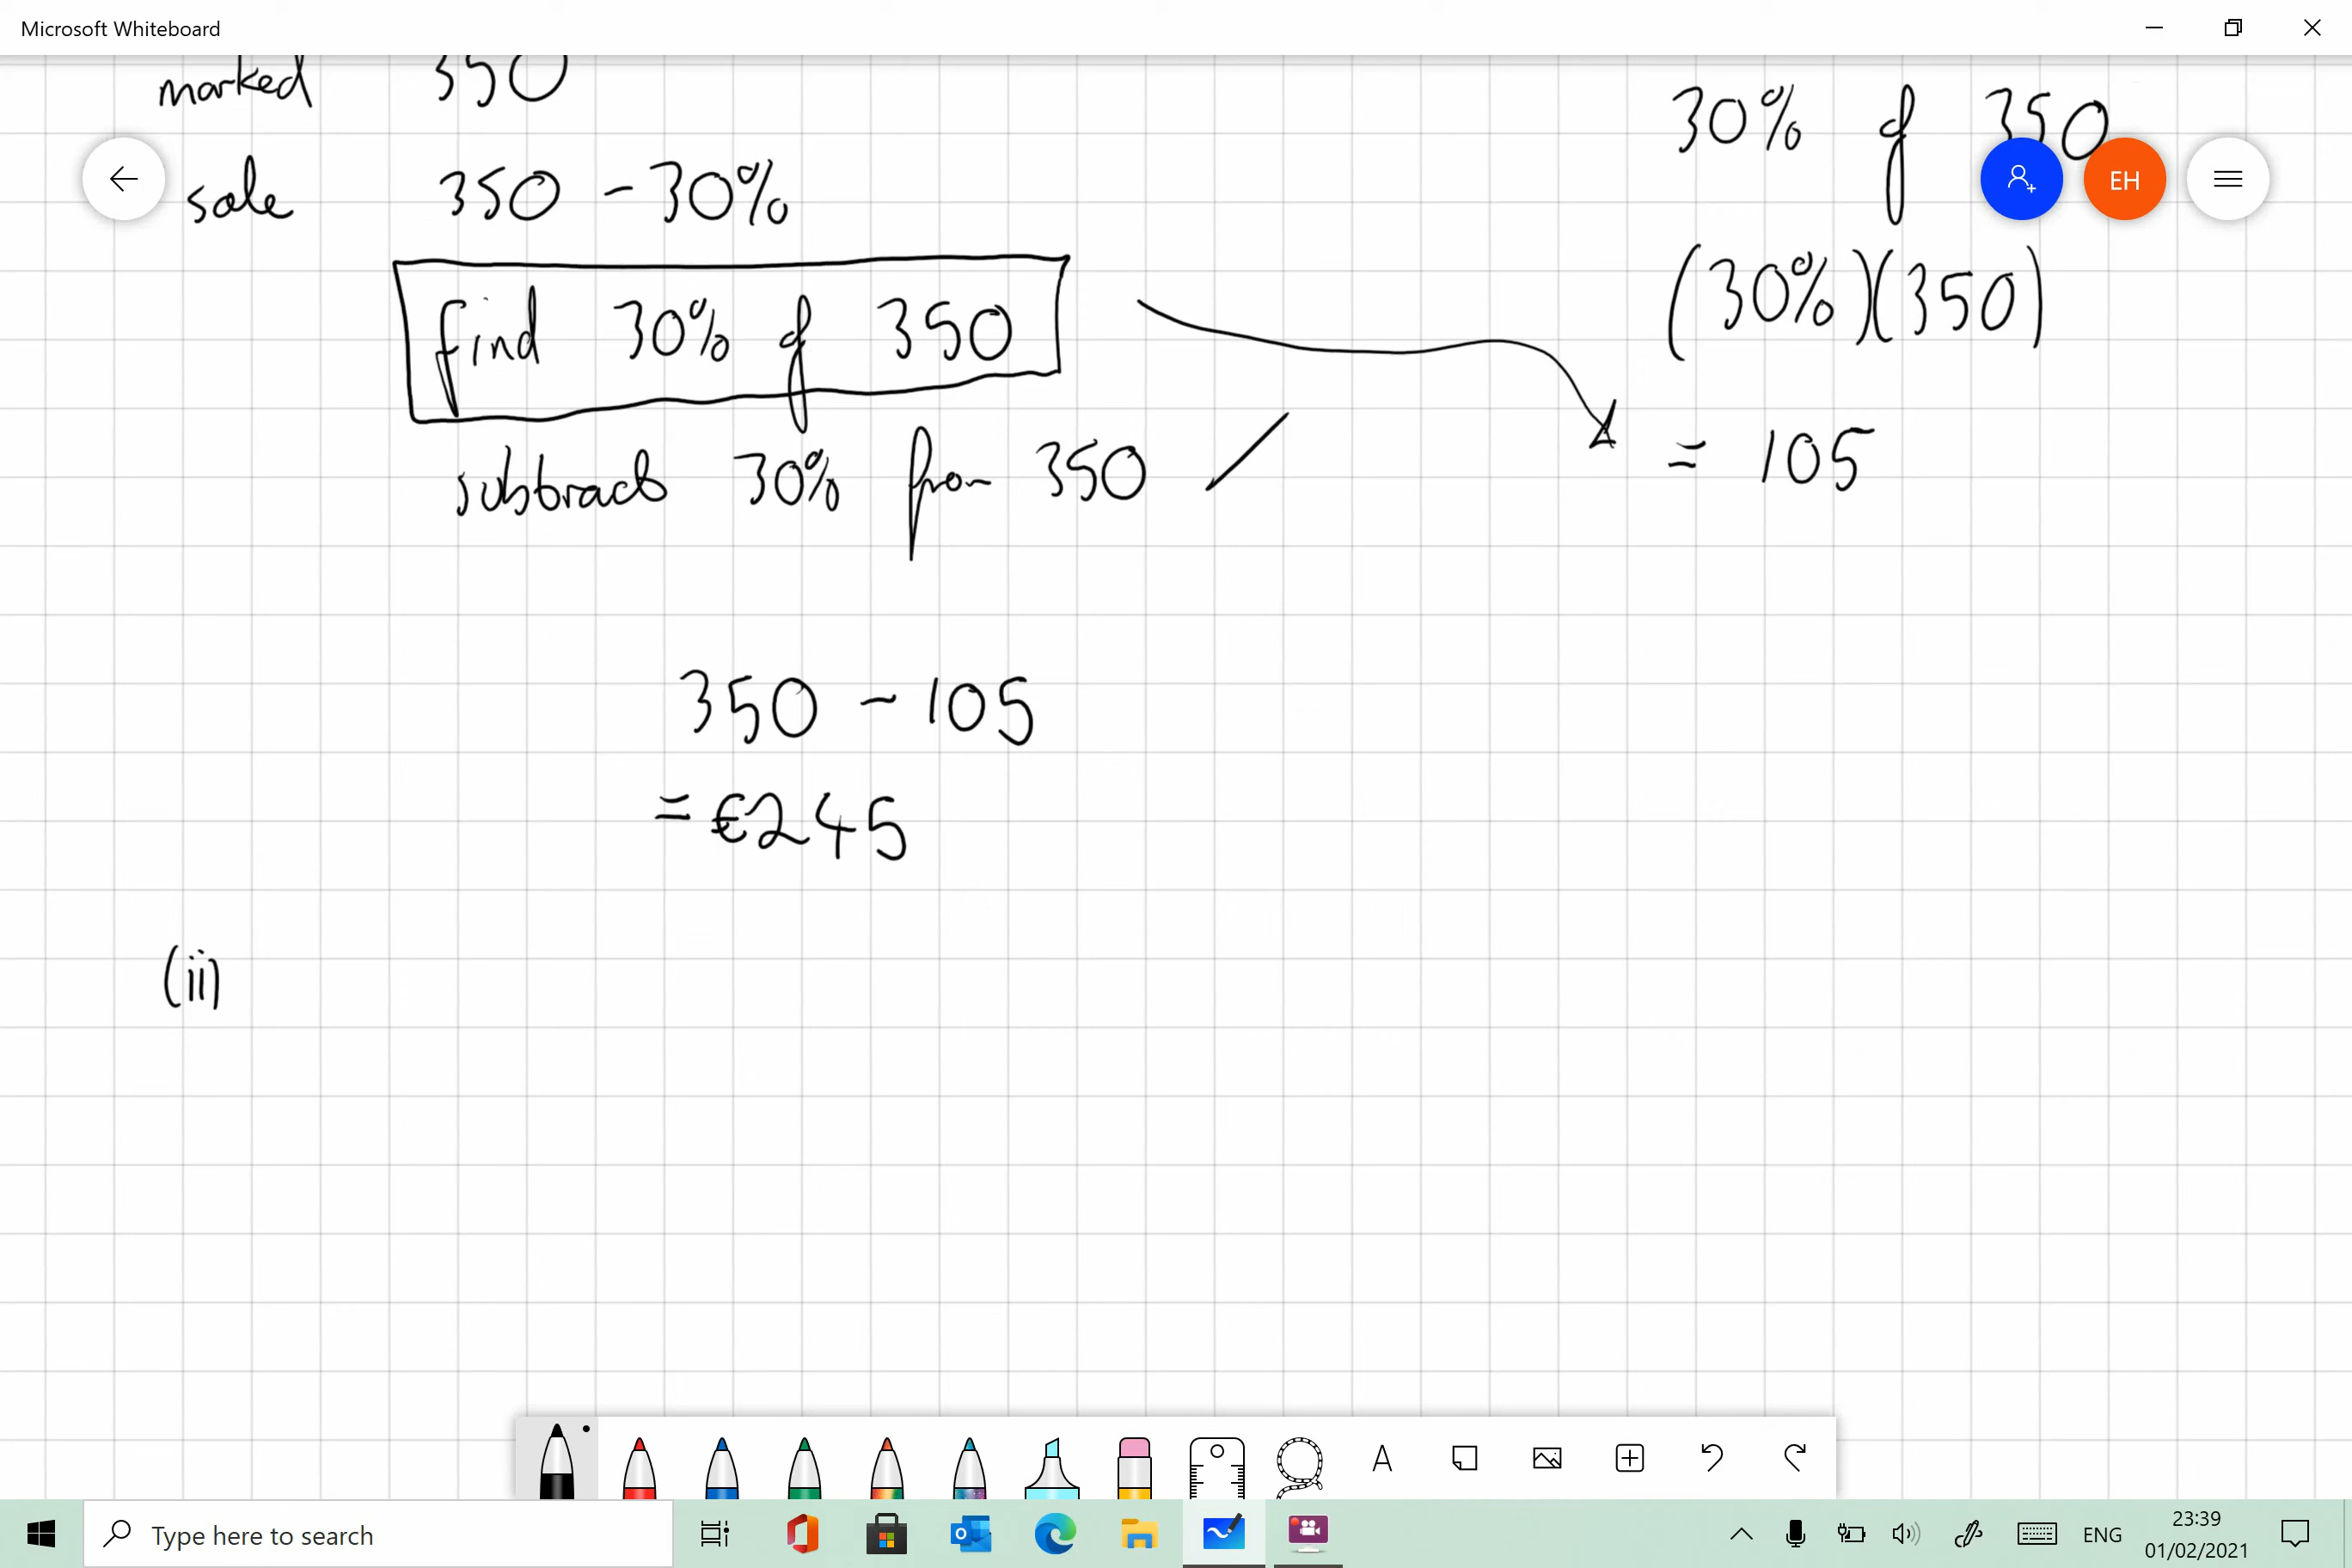 Microsoft Whiteboard
marked 350
sale 350 - 30%
find 30% of 350
subtract 30% from 350
350 - 105
= €245
(ii)
30% of 350
(30%)(350)
= 105
EH
A
Type here to search
ENG
23:39
01/02/2021